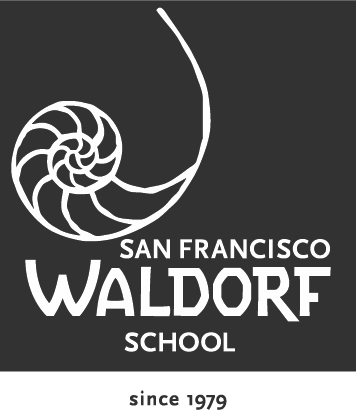 SAN FRANCISCO
WALDORF
SCHOOL
since 1979